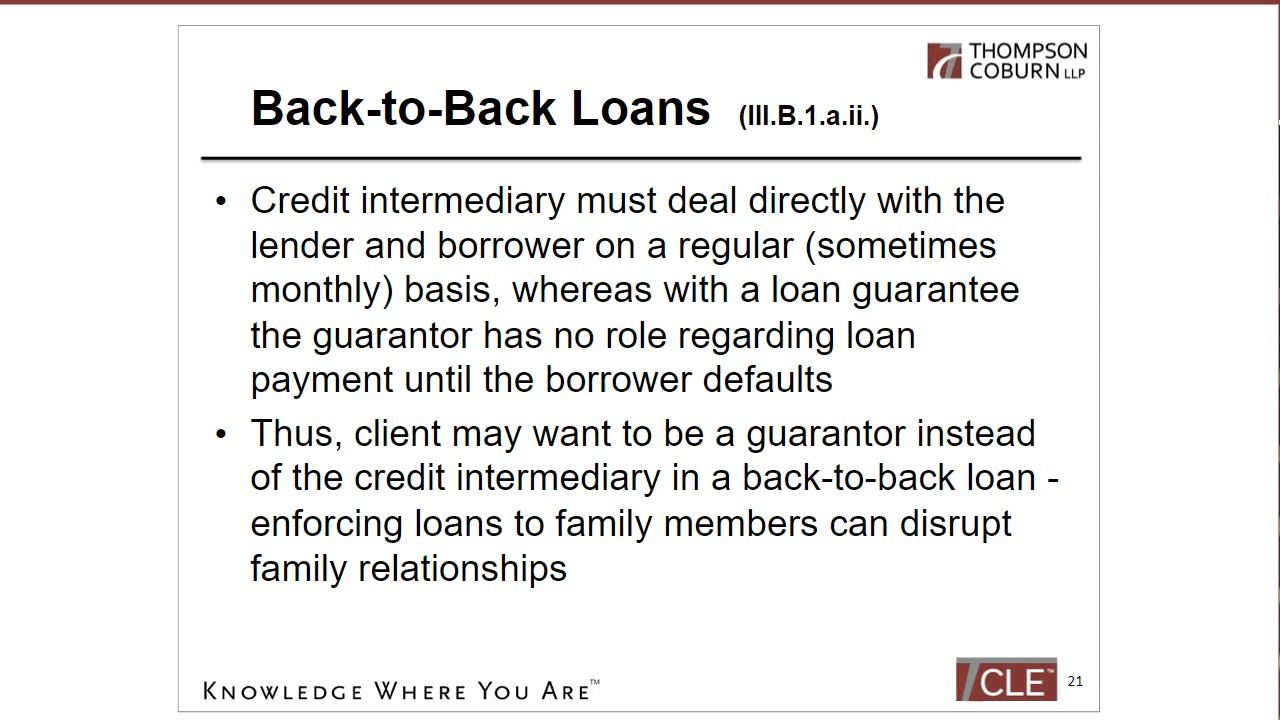 THOMPSON
COBURN LLP
Back-to-Back Loans (III.B.1.a.ii.)
• Credit intermediary must deal directly with the
lender and borrower on a regular (sometimes
monthly) basis, whereas with a loan guarantee
the guarantor has no role regarding loan
payment until the borrower defaults
• Thus, client may want to be a guarantor instead
of the credit intermediary in a back-to-back loan -
enforcing loans to family members can disrupt
family relationships
KNOWLEDGE WHERE YOU ARE™
TCLE™ 21